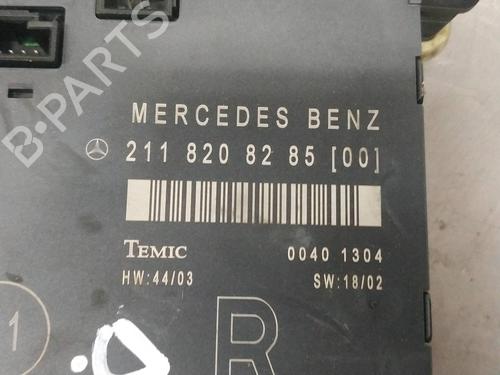 B-PARTS
MERCEDES BENZ
211 820 82 85 [00]
TEMIC 0040 1304
HW:44/03 SW:18/02
1
R